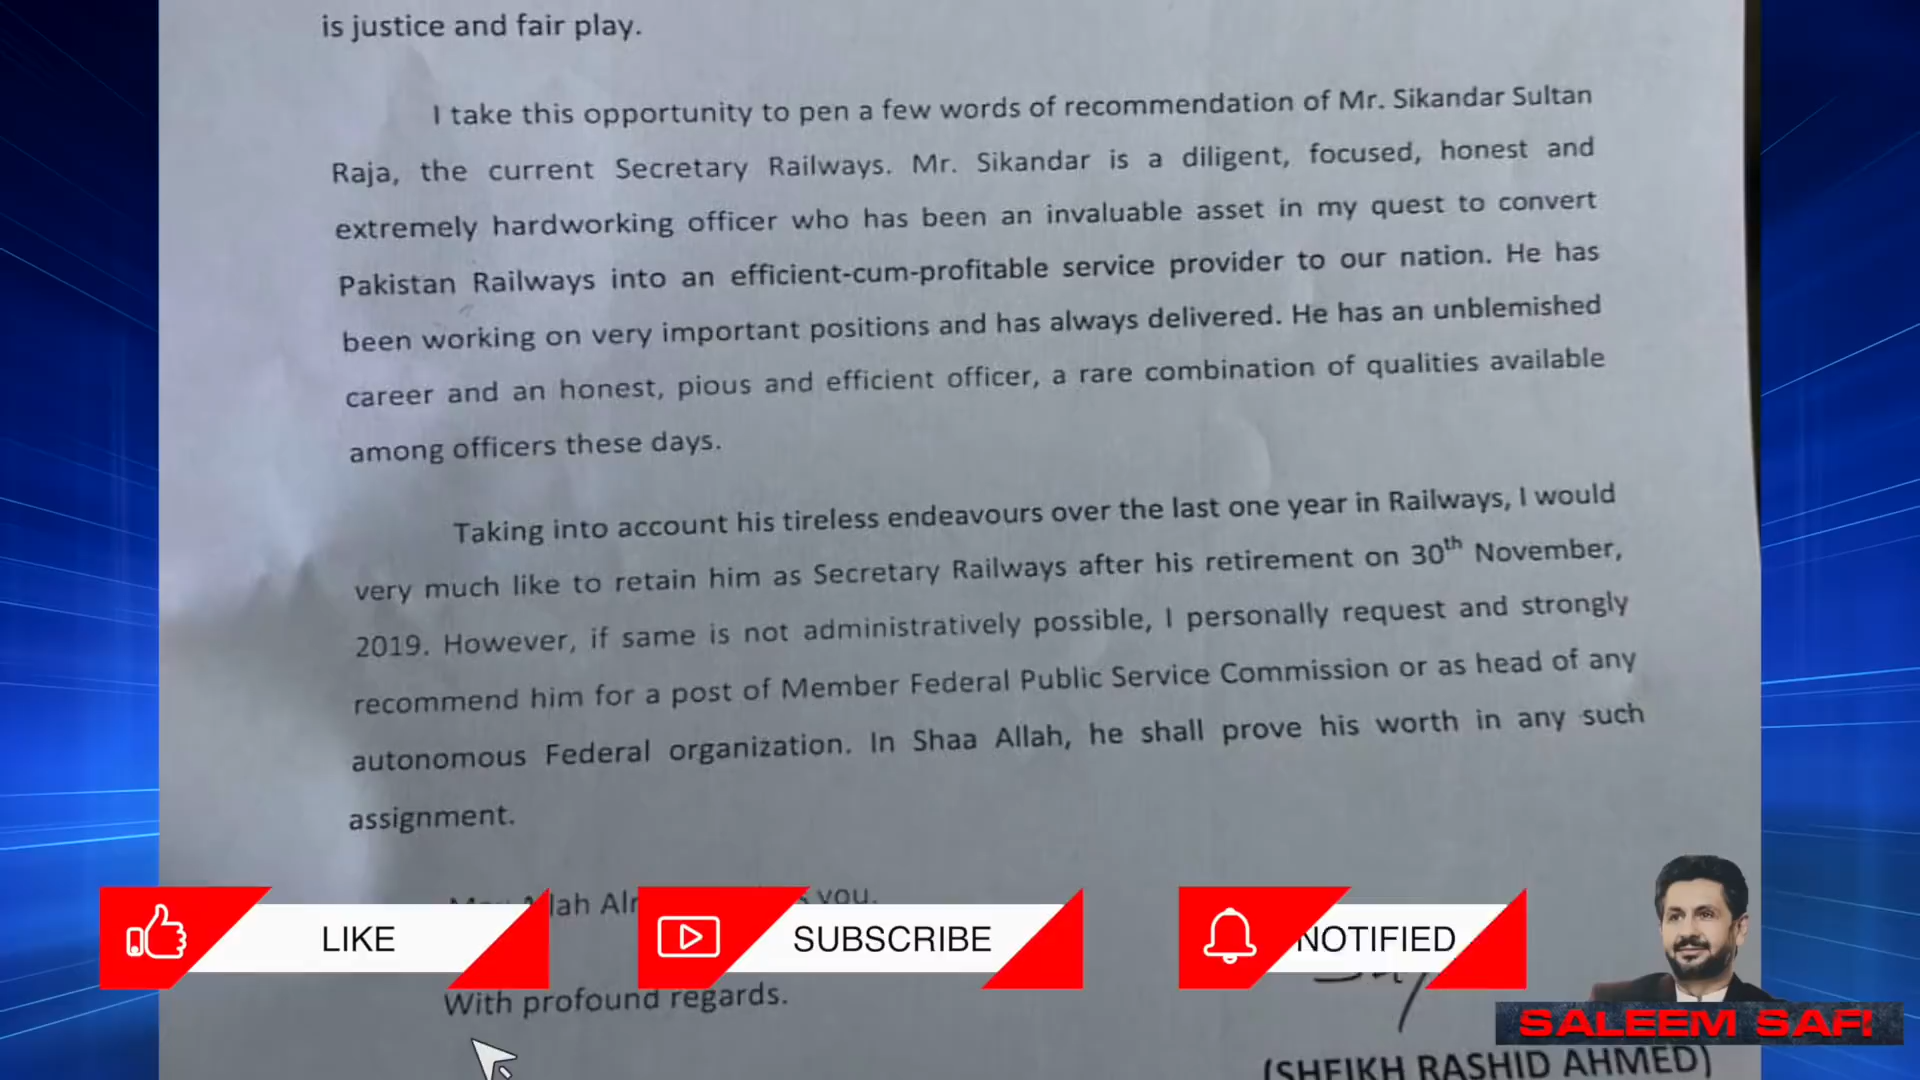 is justice and fair play.
I take this opportunity to pen a few words of recommendation of Mr. Sikandar Sultan
Raja, the current Secretary Railways. Mr. Sikandar is a diligent, focused, honest and
extremely hardworking officer who has been an invaluable asset in my quest to convert
Pakistan Railways into an efficient-cum-profitable service provider to our nation. He has
been working on very important positions and has always delivered. He has an unblemished
career and an honest, pious and efficient officer, a rare combination of qualities available
among officers these days.
Taking into account his tireless endeavours over the last one year in Railways, I would
very much like to retain him as Secretary Railways after his retirement on 30th November,
2019. However, if same is not administratively possible, I personally request and strongly
recommend him for a post of Member Federal Public Service Commission or as head of any
autonomous Federal organization. In Shaa Allah, he shall prove his worth in any such
assignment.
you.
LIKE
SUBSCRIBE
NOTIFIED
With profound regards.
SALEEM SAFI
(SHEIKH RASHID AHMED)